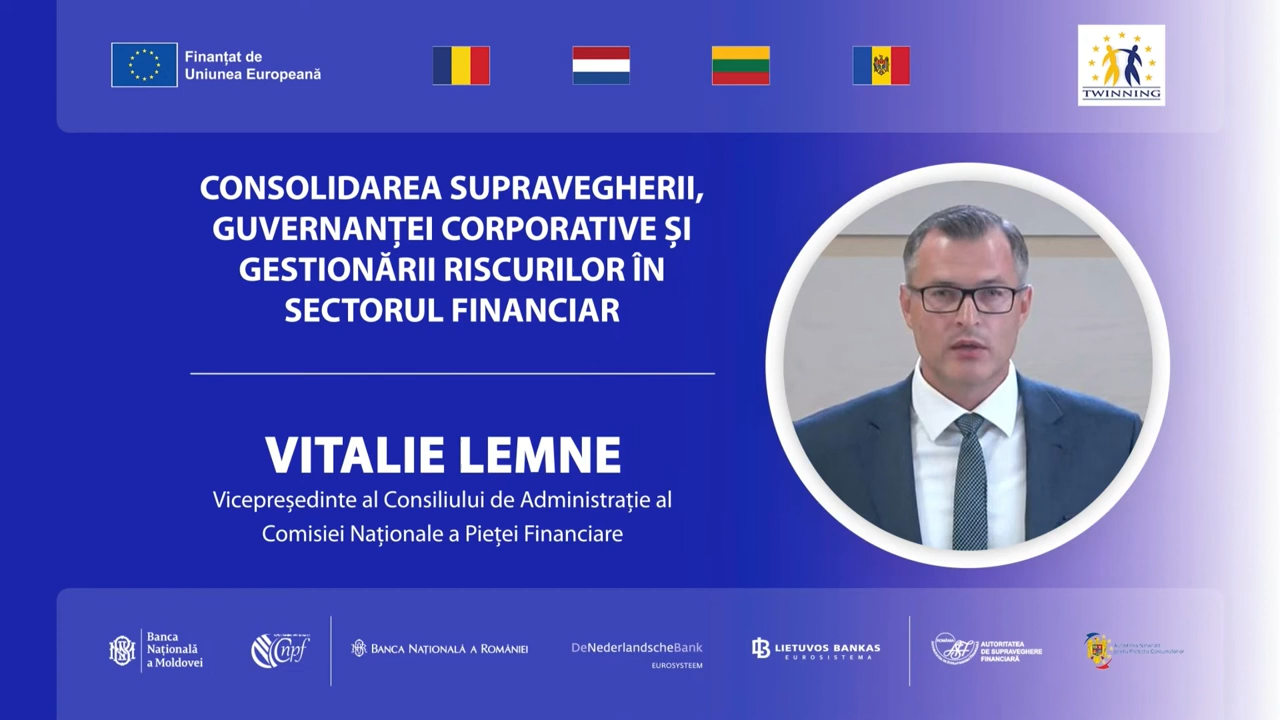 Finanțat de
Uniunea Europeană
TWINNING
CONSOLIDAREA SUPRAVEGHERII,
GUVERNANȚEI CORPORATIVE ȘI
GESTIONĂRII RISCURILOR ÎN
SECTORUL FINANCIAR
VITALIE LEMNE
Vicepreședinte al Consiliului de Administrație al
Comisiei Naționale a Pieței Financiare
Banca
Națională
a Moldovei
Cnpf
BANCA NAȚIONALĂ A ROMÂNIEI
DeNederlandscheBank
EUROSYSTEEM
LIETUVOS BANKAS
EUROSISTEMA
ASF
AUTORITATEA
DE SUPRAVEGHERE
FINANCIARĂ